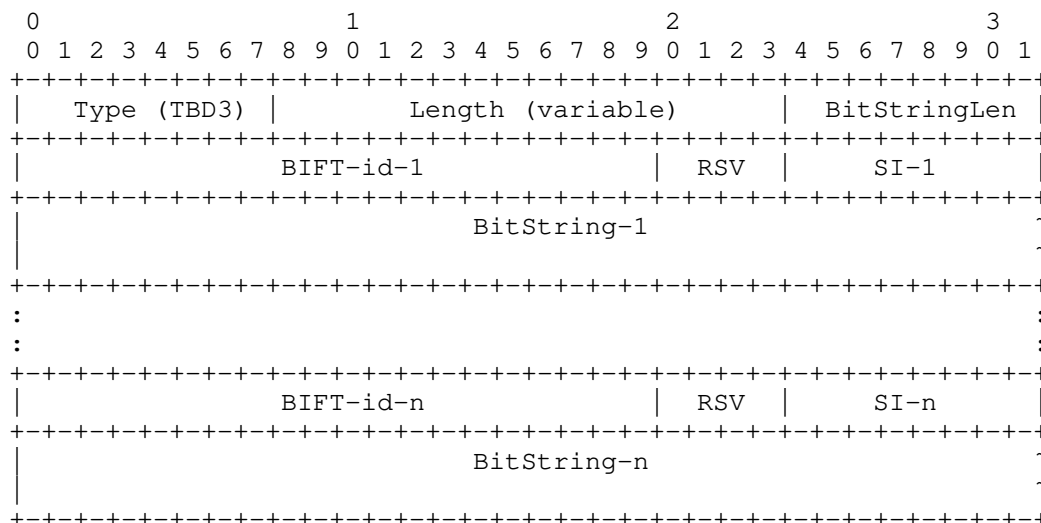 0                   1                   2                   3
 0 1 2 3 4 5 6 7 8 9 0 1 2 3 4 5 6 7 8 9 0 1 2 3 4 5 6 7 8 9 0 1
+-+-+-+-+-+-+-+-+-+-+-+-+-+-+-+-+-+-+-+-+-+-+-+-+-+-+-+-+-+-+-+-+
|   Type (TBD3) |        Length (variable)      |  BitStringLen |
+-+-+-+-+-+-+-+-+-+-+-+-+-+-+-+-+-+-+-+-+-+-+-+-+-+-+-+-+-+-+-+-+
|                BIFT-id-1              |  RSV  |     SI-1      |
+-+-+-+-+-+-+-+-+-+-+-+-+-+-+-+-+-+-+-+-+-+-+-+-+-+-+-+-+-+-+-+-+
|                            BitString-1                        ~
|                                                               ~
+-+-+-+-+-+-+-+-+-+-+-+-+-+-+-+-+-+-+-+-+-+-+-+-+-+-+-+-+-+-+-+-+
:                                                               :
:                                                               :
+-+-+-+-+-+-+-+-+-+-+-+-+-+-+-+-+-+-+-+-+-+-+-+-+-+-+-+-+-+-+-+-+
|                BIFT-id-n              |  RSV  |     SI-n      |
+-+-+-+-+-+-+-+-+-+-+-+-+-+-+-+-+-+-+-+-+-+-+-+-+-+-+-+-+-+-+-+-+
|                            BitString-n                        ~
|                                                               ~
+-+-+-+-+-+-+-+-+-+-+-+-+-+-+-+-+-+-+-+-+-+-+-+-+-+-+-+-+-+-+-+-+